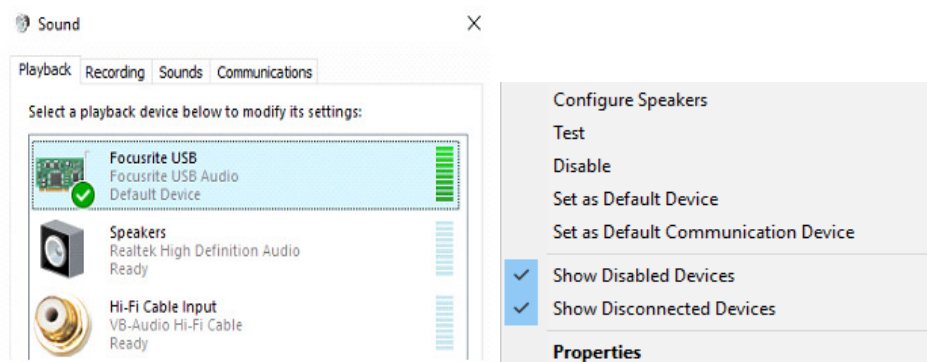 Sound
Playback Recording Sounds Communications
Select a playback device below to modify its settings:
Focusrite USB
Focusrite USB Audio
Default Device
Speakers
Realtek High Definition Audio
Ready
Hi-Fi Cable Input
VB-Audio Hi-Fi Cable
Ready
Configure Speakers
Test
Disable
Set as Default Device
Set as Default Communication Device
Show Disabled Devices
Show Disconnected Devices
Properties